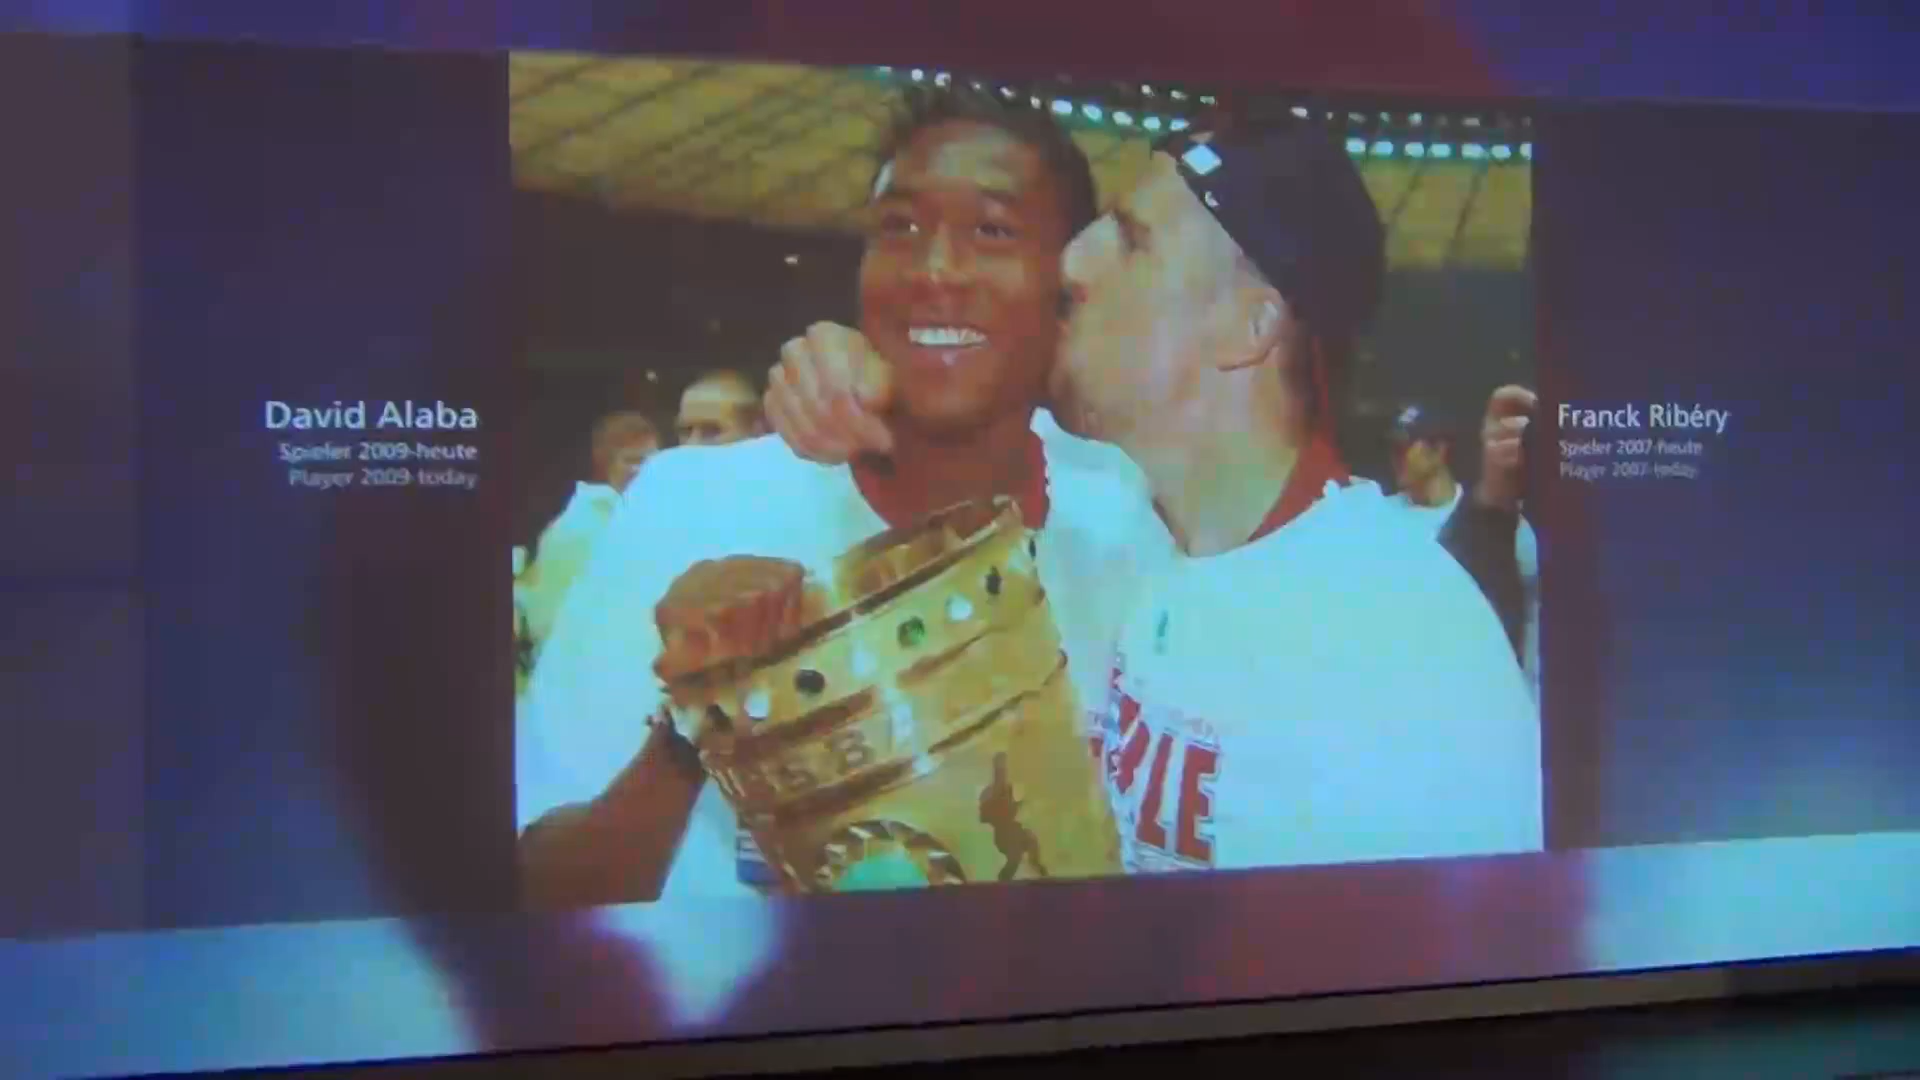 David Alaba
Spieler 2009-heute
Player 2009-today
Franck Ribéry
Spieler 2007-heute
Player 2007-today